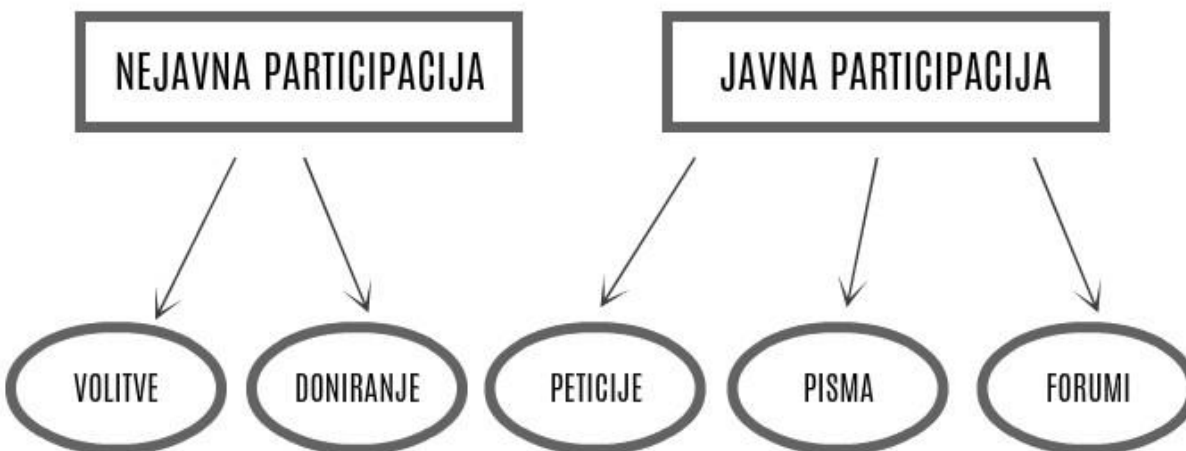 NEJAVNA PARTICIPACIJA
JAVNA PARTICIPACIJA
VOLITVE
DONIRANJE
PETICIJE
PISMA
FORUMI